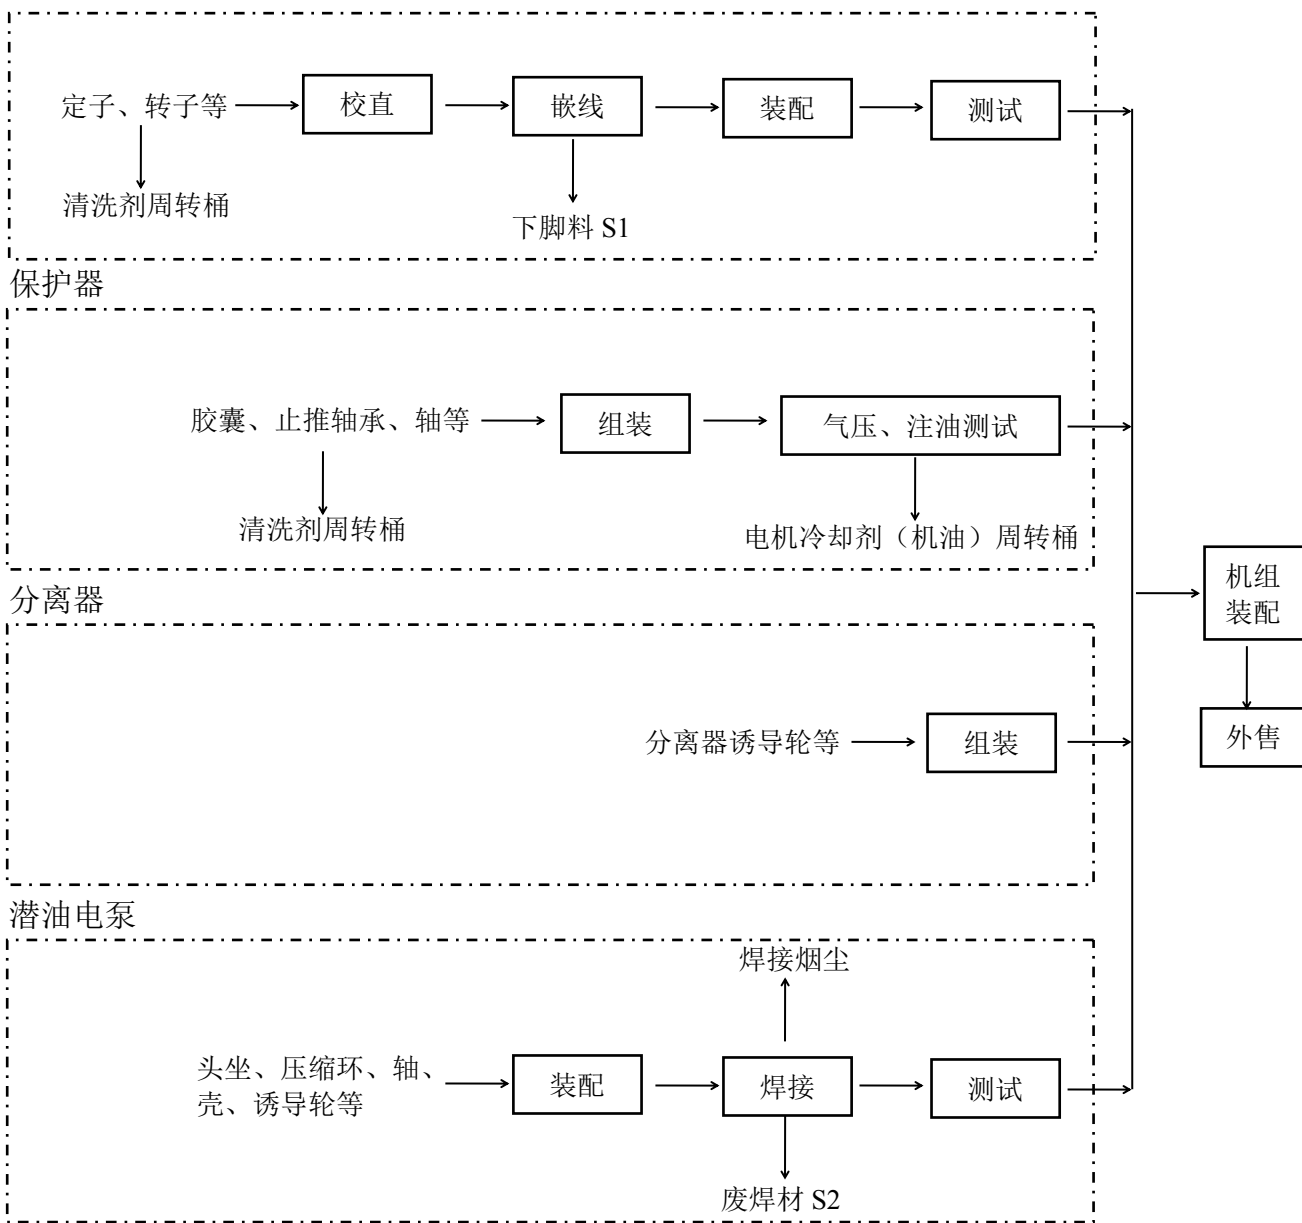 定子、转子等
校直
嵌线
装配
测试
清洗剂周转桶
下脚料 S1
保护器
胶囊、止推轴承、轴等
组装
气压、注油测试
清洗剂周转桶
电机冷却剂（机油）周转桶
机组
装配
分离器
分离器诱导轮等
组装
外售
潜油电泵
焊接烟尘
头坐、压缩环、轴、
壳、诱导轮等
装配
焊接
测试
废焊材 S2